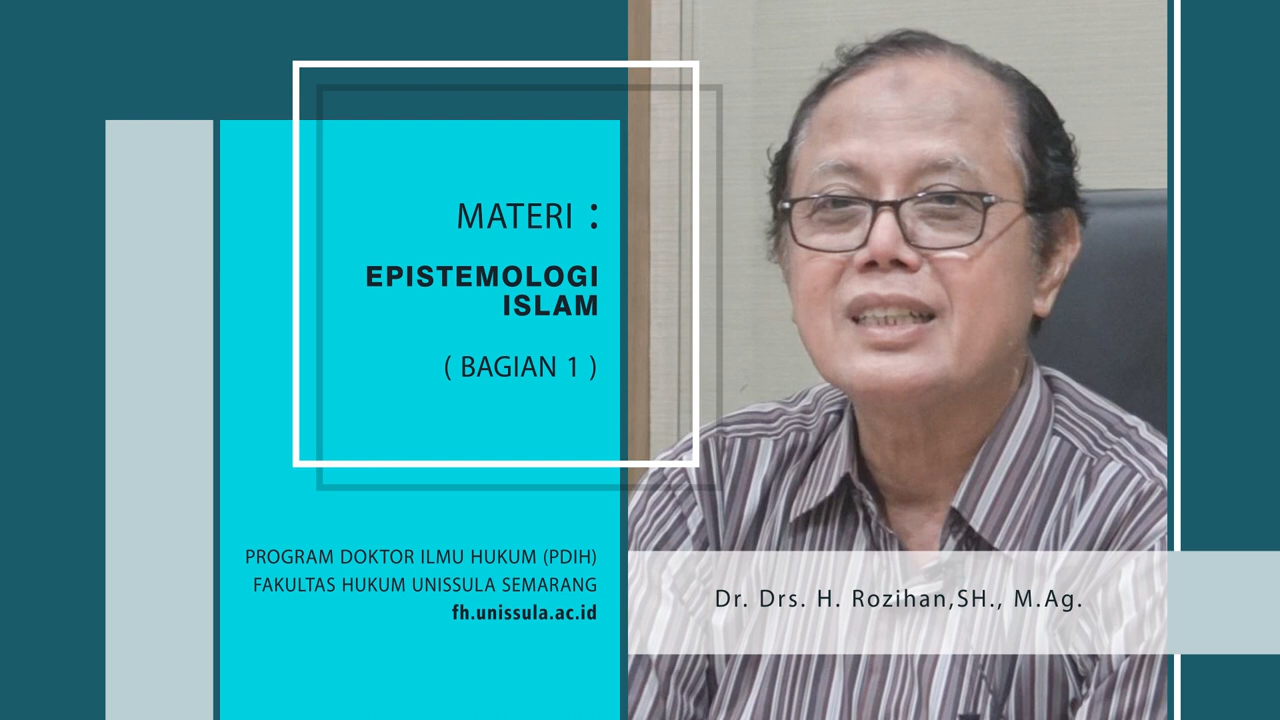 MATERI :
EPISTEMOLOGI
ISLAM
( BAGIAN 1 )
PROGRAM DOKTOR ILMU HUKUM (PDIH)
FAKULTAS HUKUM UNISSULA SEMARANG
fh.unissula.ac.id
Dr. Drs. H. Rozihan,SH., M.Ag.